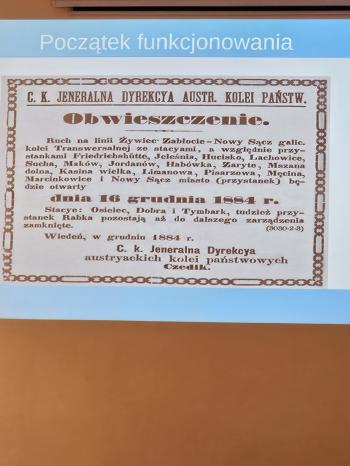 Początek funkcjonowania
C. K. JENERALNA DYREKCYA AUSTR. KOLEI PAŃSTW.
Obwieszczenie.
Ruch na linii Żywiec Zabłocie–Nowy Sącz galic.
kolei Transwersalnej ze stacyami, a względnie przy-
stankami Friedrichshütte, Jeleśnia, Hucisko, Lachowice,
Sucha, Maków, Jordanów, Habówka, Zaryte, Mszana
dolna, Kasina wielka, Limanowa, Pisarzowa, Męcina,
Marcinkowice i Nowy Sącz miasto (przystanek) bę-
dzie otwarty
dnia 16 grudnia 1884 r.
Stacye: Osielec, Dobra i Tymbark, tudzież przy-
stanek Rabka pozostają aż do dalszego zarządzenia
zamknięte. (3030-2-3)
Wiedeń, w grudniu 1884 r.
C. k. Jeneralna Dyrekcya
austryackich kolei państwowych
Czedik.